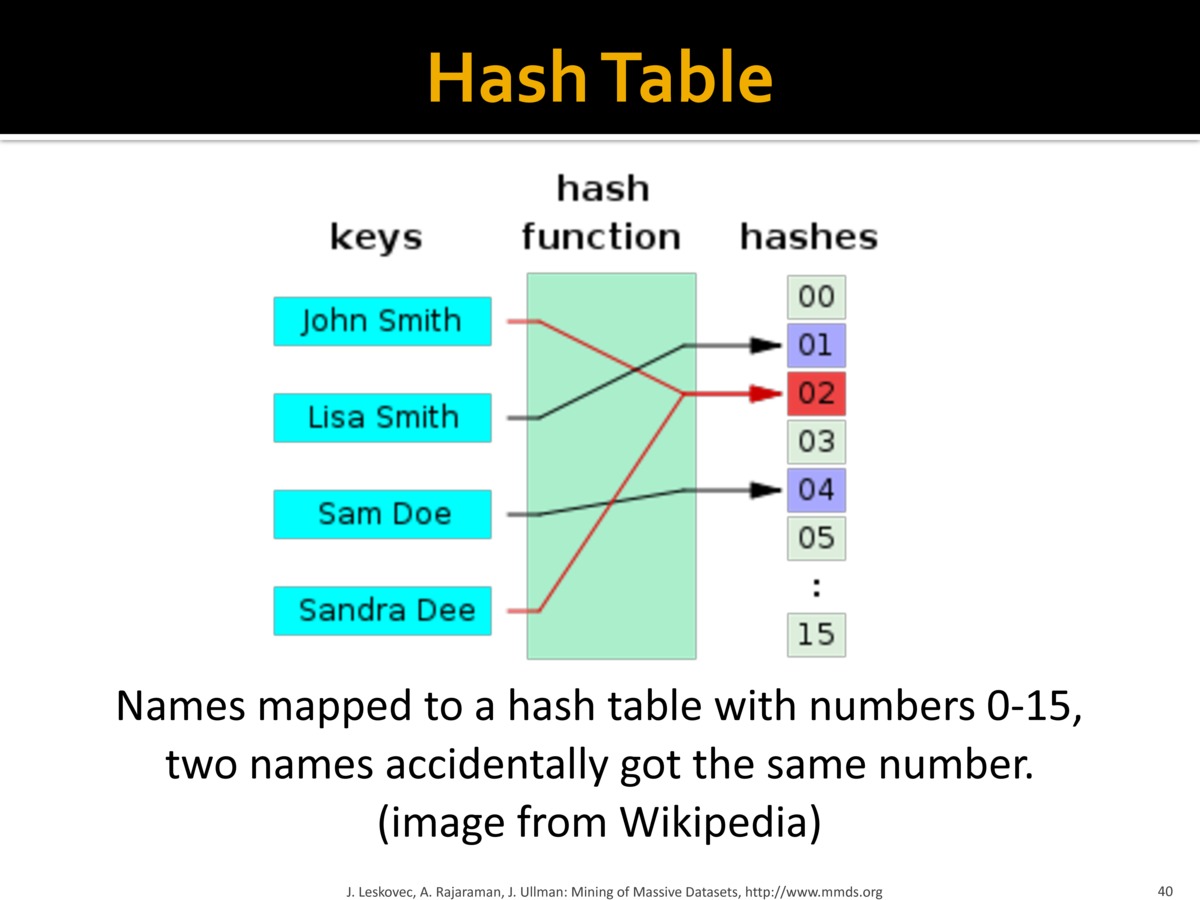 Hash Table
hash
keys function hashes
00
John Smith
01
02
Lisa Smith
03
04
Sam Doe
05
:
Sandra Dee
15
Names mapped to a hash table with numbers 0-15,
two names accidentally got the same number.
(image from Wikipedia)
J. Leskovec, A. Rajaraman, J. Ullman: Mining of Massive Datasets, http://www.mmds.org 40